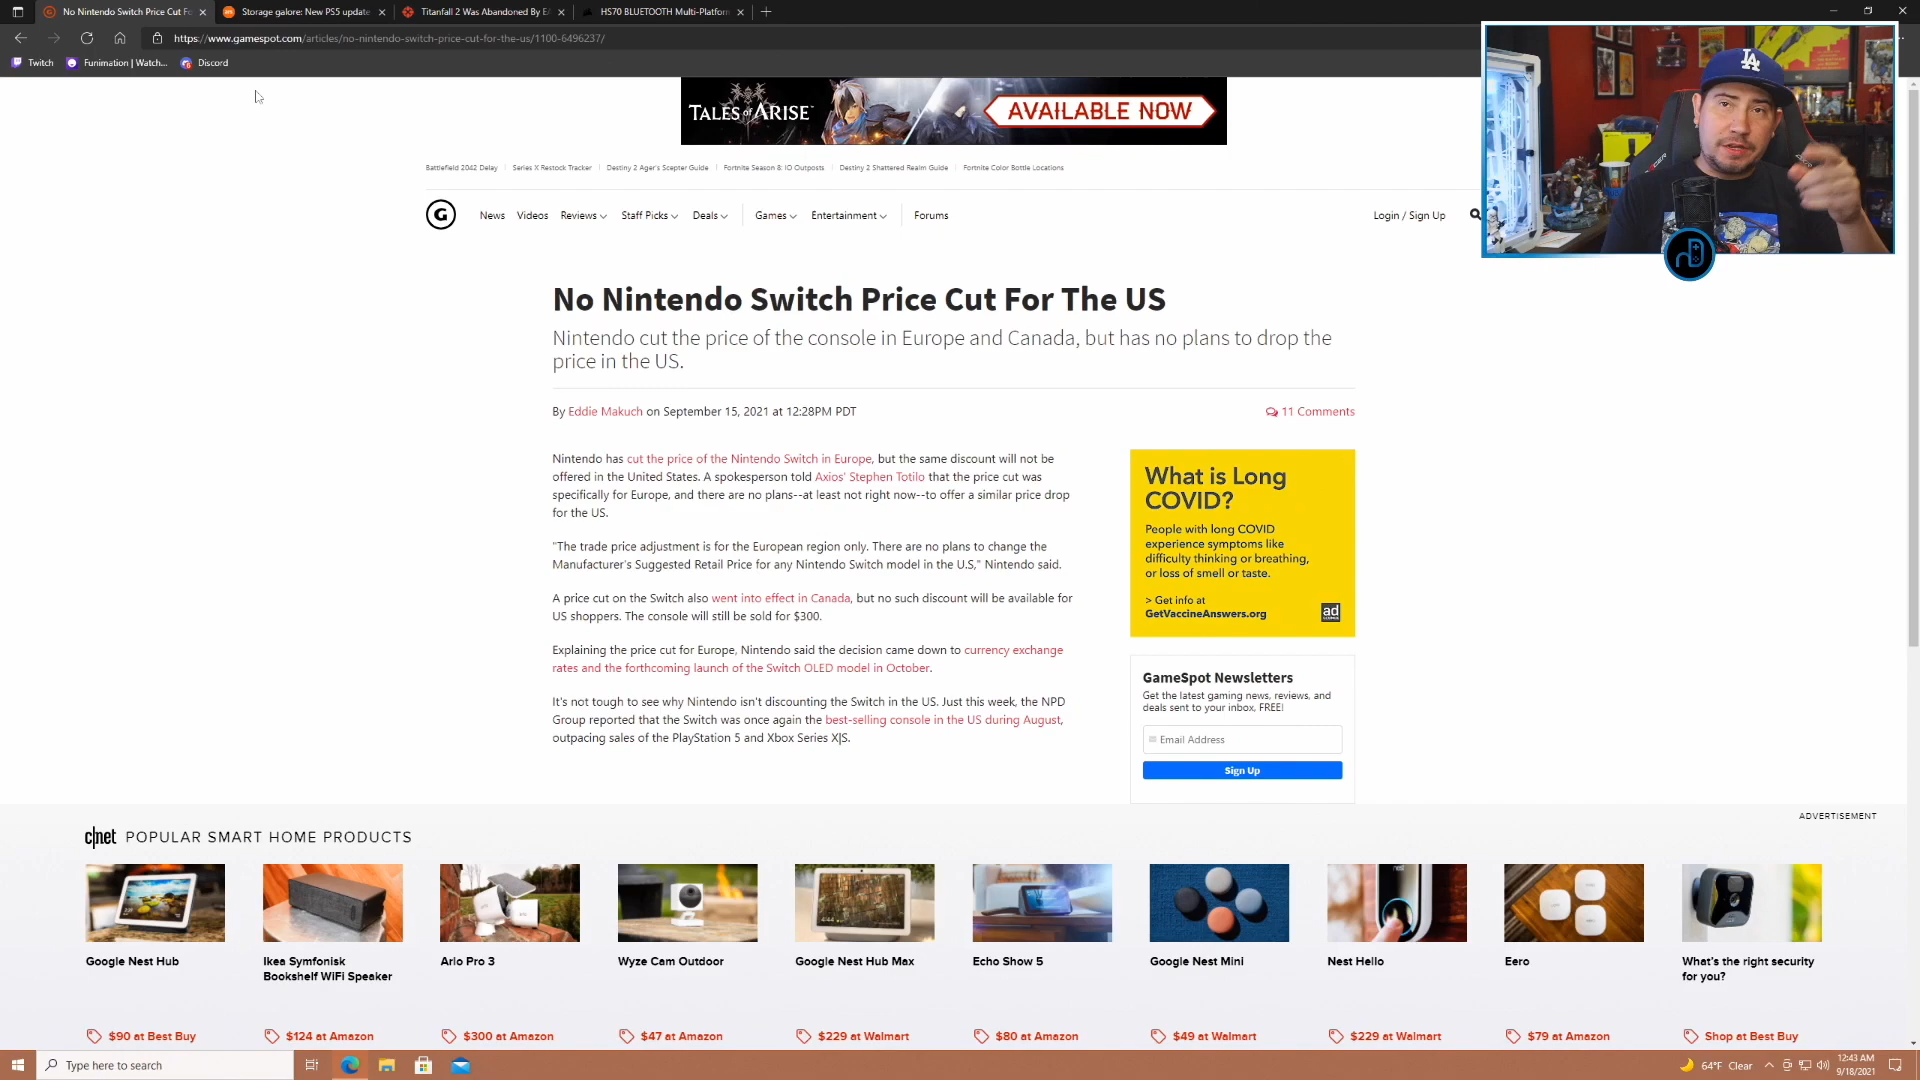 No Nintendo Switch Price Cut Fo
Storage galore: New PS5 update
Titanfall 2 Was Abandoned By EA
HS70 BLUETOOTH Multi-Platform
https://www.gamespot.com/articles/no-nintendo-switch-price-cut-for-the-us/1100-6496237/
Twitch
Funimation | Watch...
Discord
TALES of ARISE
AVAILABLE NOW
LA
Battlefield 2042 Delay
Series X Restock Tracker
Destiny 2 Ager's Scepter Guide
Fortnite Season 8: IO Outposts
Destiny 2 Shattered Realm Guide
Fortnite Color Bottle Locations
G
News
Videos
Reviews
Staff Picks
Deals
Games
Entertainment
Forums
Login / Sign Up
No Nintendo Switch Price Cut For The US
Nintendo cut the price of the console in Europe and Canada, but has no plans to drop the
price in the US.
By Eddie Makuch on September 15, 2021 at 12:28PM PDT
11 Comments
Nintendo has cut the price of the Nintendo Switch in Europe, but the same discount will not be
offered in the United States. A spokesperson told Axios' Stephen Totilo that the price cut was
specifically for Europe, and there are no plans--at least not right now--to offer a similar price drop
for the US.
"The trade price adjustment is for the European region only. There are no plans to change the
Manufacturer's Suggested Retail Price for any Nintendo Switch model in the U.S," Nintendo said.
A price cut on the Switch also went into effect in Canada, but no such discount will be available for
US shoppers. The console will still be sold for $300.
Explaining the price cut for Europe, Nintendo said the decision came down to currency exchange
rates and the forthcoming launch of the Switch OLED model in October.
It's not tough to see why Nintendo isn't discounting the Switch in the US. Just this week, the NPD
Group reported that the Switch was once again the best-selling console in the US during August,
outpacing sales of the PlayStation 5 and Xbox Series X|S.
What is Long
COVID?
People with long COVID
experience symptoms like
difficulty thinking or breathing,
or loss of smell or taste.
> Get info at
GetVaccineAnswers.org
ad
GameSpot Newsletters
Get the latest gaming news, reviews, and
deals sent to your inbox, FREE!
Email Address
Sign Up
ADVERTISEMENT
c|net POPULAR SMART HOME PRODUCTS
Google Nest Hub
Ikea Symfonisk
Bookshelf WiFi Speaker
Arlo Pro 3
Wyze Cam Outdoor
Google Nest Hub Max
Echo Show 5
Google Nest Mini
Nest Hello
Eero
What's the right security
for you?
$90 at Best Buy
$124 at Amazon
$300 at Amazon
$47 at Amazon
$229 at Walmart
$80 at Amazon
$49 at Walmart
$229 at Walmart
$79 at Amazon
Shop at Best Buy
Type here to search
64°F Clear
12:43 AM
9/18/2021